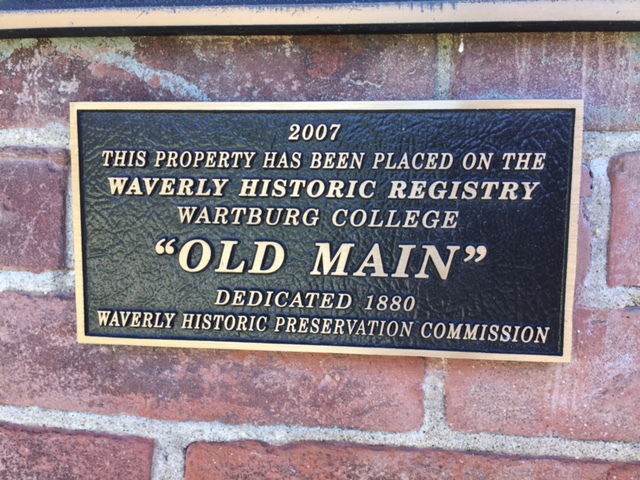 2007
THIS PROPERTY HAS BEEN PLACED ON THE
WAVERLY HISTORIC REGISTRY
WARTBURG COLLEGE
“OLD MAIN”
DEDICATED 1880
WAVERLY HISTORIC PRESERVATION COMMISSION